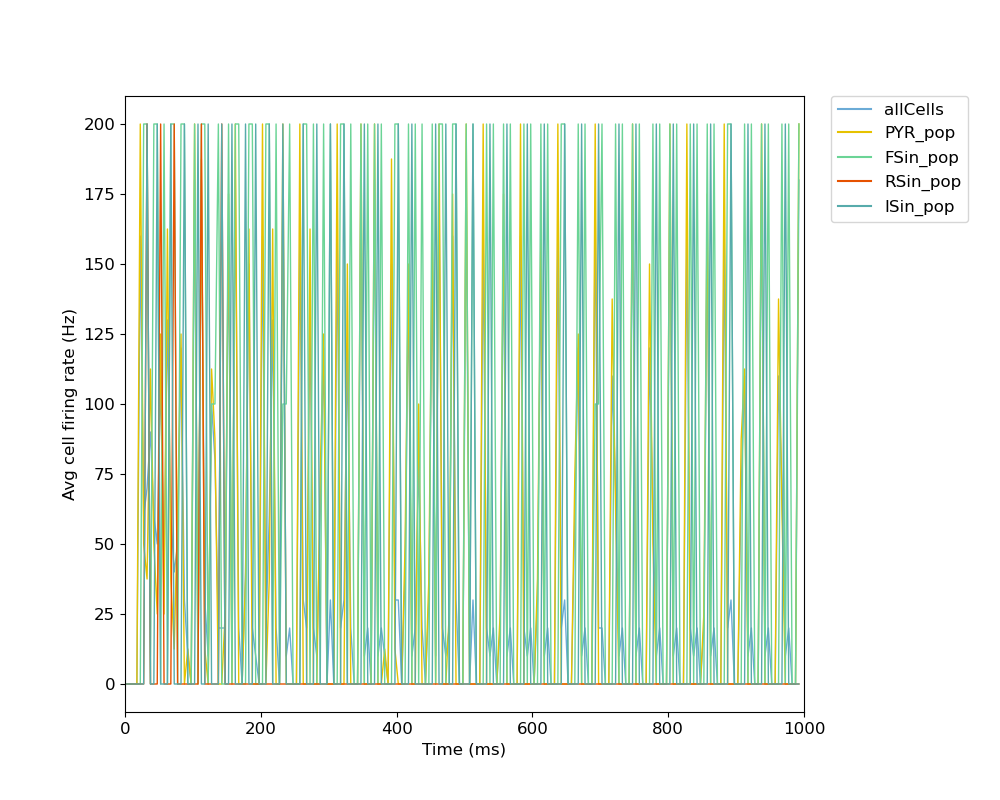 200
175
150
125
100
75
50
25
0
Avg cell firing rate (Hz)
0 200 400 600 800 1000
Time (ms)
allCells
PYR_pop
FSin_pop
RSin_pop
ISin_pop